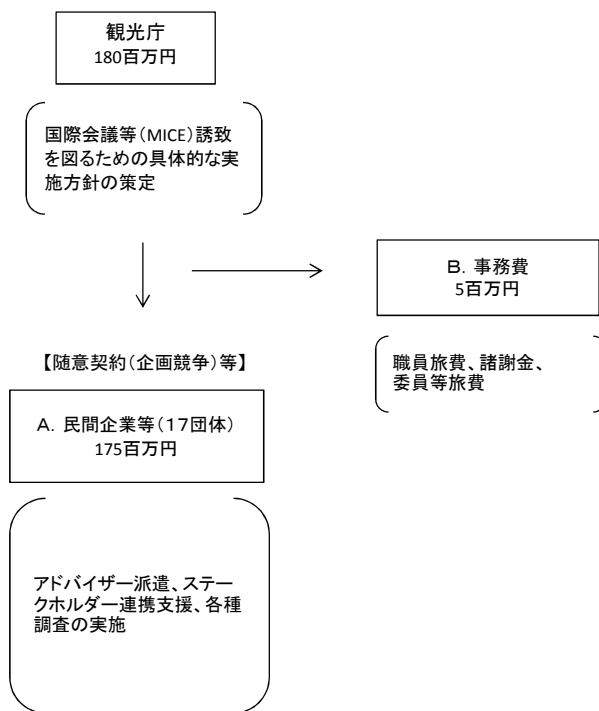 観光庁
180百万円
国際会議等(MICE)誘致
を図るための具体的な実
施方針の策定
B. 事務費
5百万円
職員旅費、諸謝金、
委員等旅費
【随意契約(企画競争)等】
A. 民間企業等(17団体)
175百万円
アドバイザー派遣、ステー
クホルダー連携支援、各種
調査の実施